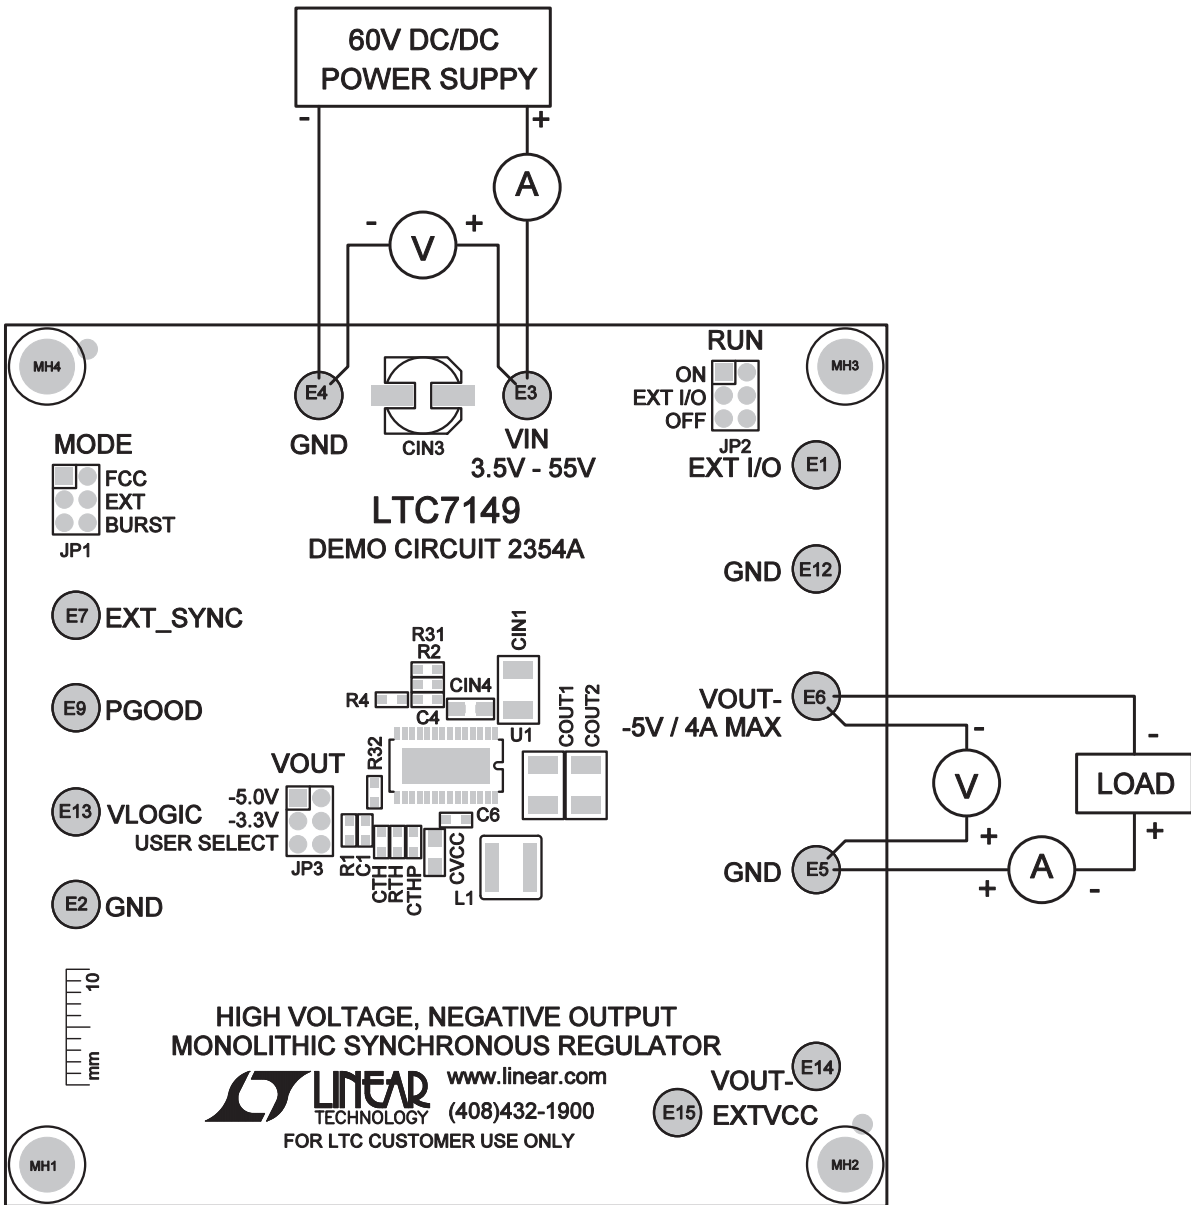 60V DC/DC
POWER SUPPY
-
+
A
-
+
V
RUN
MH4
MH3
ON
EXT I/O
OFF
E4
E3
JP2
GND
CIN3
VIN
3.5V - 55V
MODE
EXT I/O
E1
FCC
EXT
BURST
JP1
LTC7149
DEMO CIRCUIT 2354A
GND
E12
E7
EXT_SYNC
R31
R2
CIN1
R4
CIN4
C4
U1
COUT1
COUT2
VOUT-
-5V / 4A MAX
E6
E9
PGOOD
-
-
V
LOAD
+
+
VOUT
R32
-5.0V
-3.3V
USER SELECT
JP3
E13
VLOGIC
C6
R1
C1
CTH
RTH
CTHP
CVCC
L1
GND
E5
A
+
-
E2
GND
10
mm
HIGH VOLTAGE, NEGATIVE OUTPUT
MONOLITHIC SYNCHRONOUS REGULATOR
LINEAR
TECHNOLOGY
www.linear.com
(408)432-1900
FOR LTC CUSTOMER USE ONLY
VOUT-
E14
E15
EXTVCC
MH1
MH2